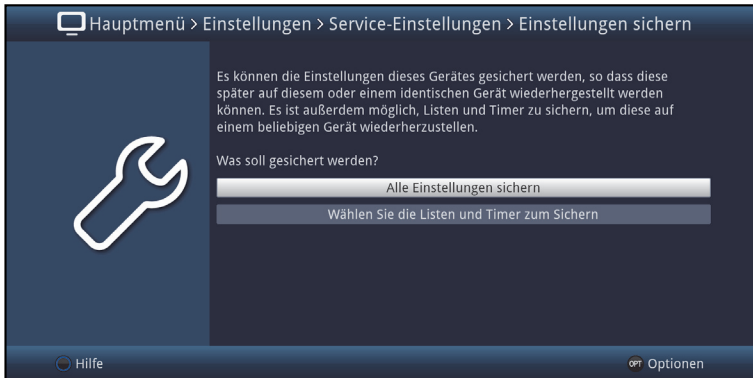 Hauptmenü > Einstellungen > Service-Einstellungen > Einstellungen sichern
Es können die Einstellungen dieses Gerätes gesichert werden, so dass diese
später auf diesem oder einem identischen Gerät wiederhergestellt werden
können. Es ist außerdem möglich, Listen und Timer zu sichern, um diese auf
einem beliebigen Gerät wiederherzustellen.
Was soll gesichert werden?
Alle Einstellungen sichern
Wählen Sie die Listen und Timer zum Sichern
Hilfe
OPT Optionen